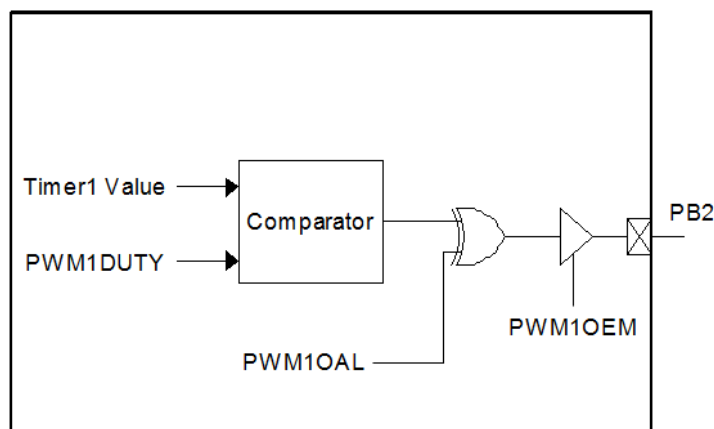 Timer1 Value
Comparator
PB2
PWM1DUTY
PWM1OEM
PWM1OAL